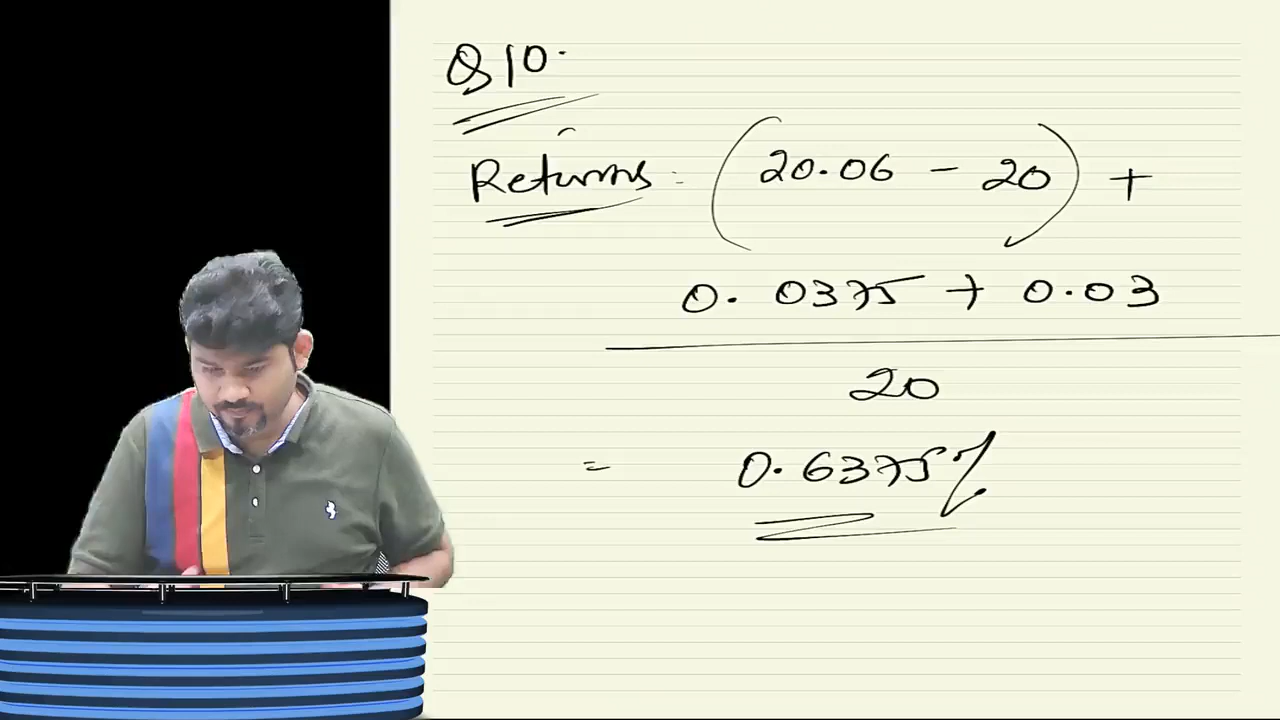 Q10.
Returns: (20.06 - 20) +
0.0375 + 0.03
20
= 0.6375%